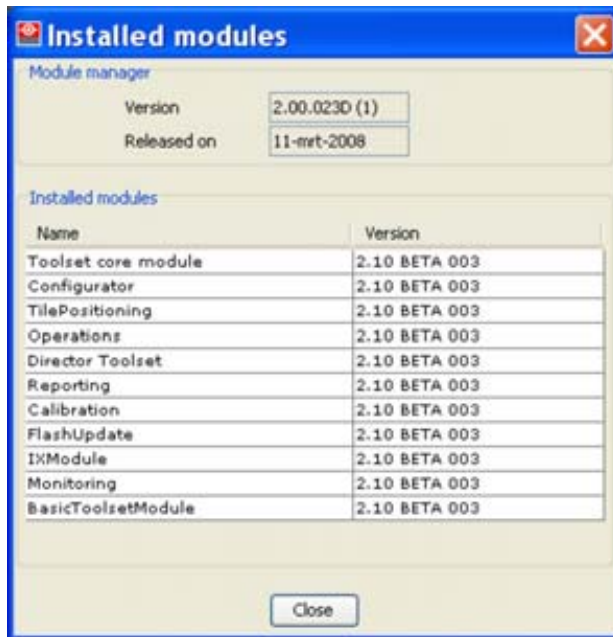 Installed modules
Module manager
Version 2.00.023D (1)
Released on 11-mrt-2008
Installed modules
Name Version
Toolset core module 2.10 BETA 003
Configurator 2.10 BETA 003
TilePositioning 2.10 BETA 003
Operations 2.10 BETA 003
Director Toolset 2.10 BETA 003
Reporting 2.10 BETA 003
Calibration 2.10 BETA 003
FlashUpdate 2.10 BETA 003
IXModule 2.10 BETA 003
Monitoring 2.10 BETA 003
BasicToolsetModule 2.10 BETA 003
Close